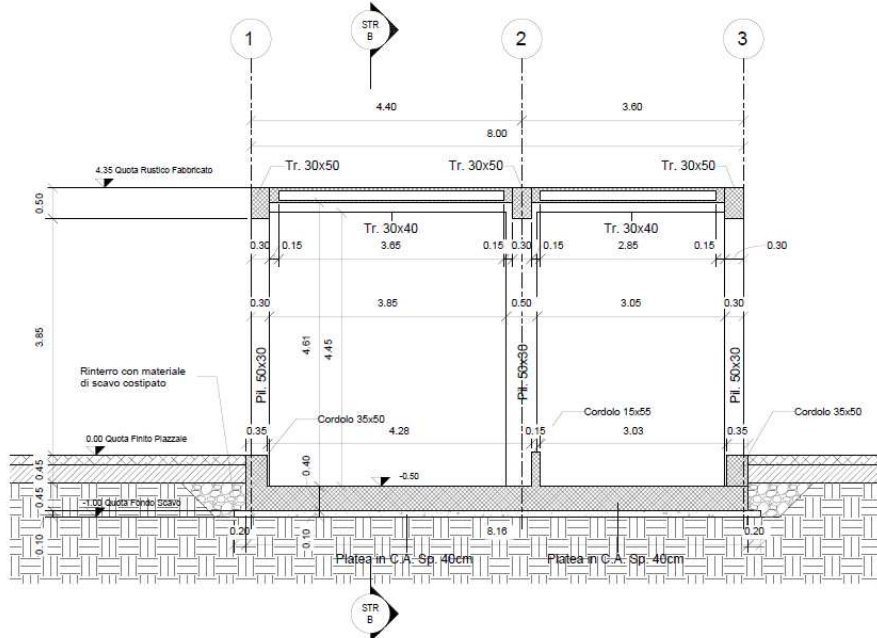 STR
B
1
2
3
4.40
3.60
8.00
Tr. 30x50
Tr. 30x50
Tr. 30x50
4.35 Quota Rustico Fabbricato
0.50
Tr. 30x40
Tr. 30x40
0.30
0.15
3.65
0.15
0.30
0.15
2.85
0.15
0.30
0.30
3.85
0.50
3.05
0.30
3.85
4.61
4.45
Pil. 50x30
Pil. 50x30
Pil. 50x30
Rinterro con materiale
di scavo costipato
Cordolo 35x50
Cordolo 15x55
Cordolo 35x50
0.35
4.28
0.15
3.03
0.35
0.00 Quota Finito Piazzale
0.45
0.40
-0.50
0.45
-1.00 Quota Fondo Scavo
0.10
0.20
0.10
8.16
0.20
Platea in C.A. Sp. 40cm
Platea in C.A. Sp. 40cm
STR
B